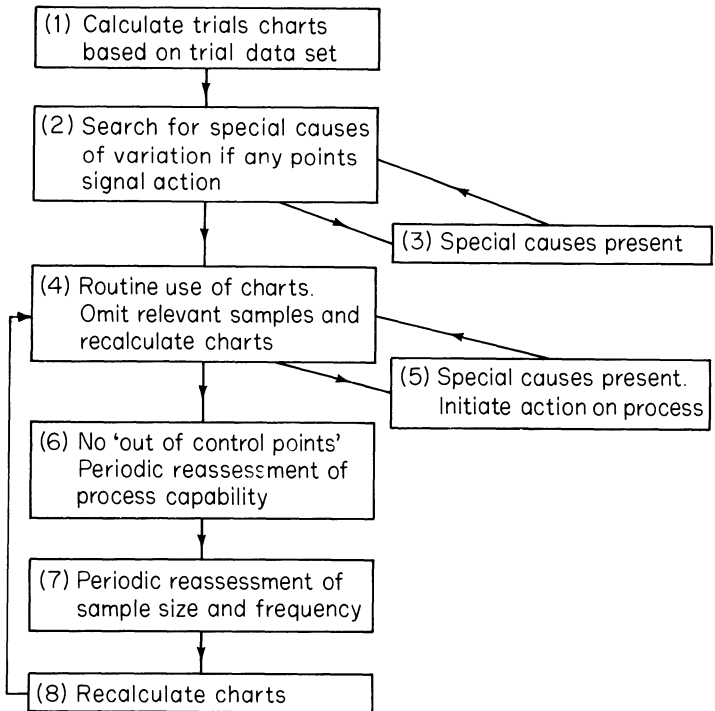 (1) Calculate trials charts
based on trial data set
(2) Search for special causes
of variation if any points
signal action
(3) Special causes present
(4) Routine use of charts.
Omit relevant samples and
recalculate charts
(5) Special causes present.
Initiate action on process
(6) No 'out of control points'
Periodic reassessment of
process capability
(7) Periodic reassessment of
sample size and frequency
(8) Recalculate charts